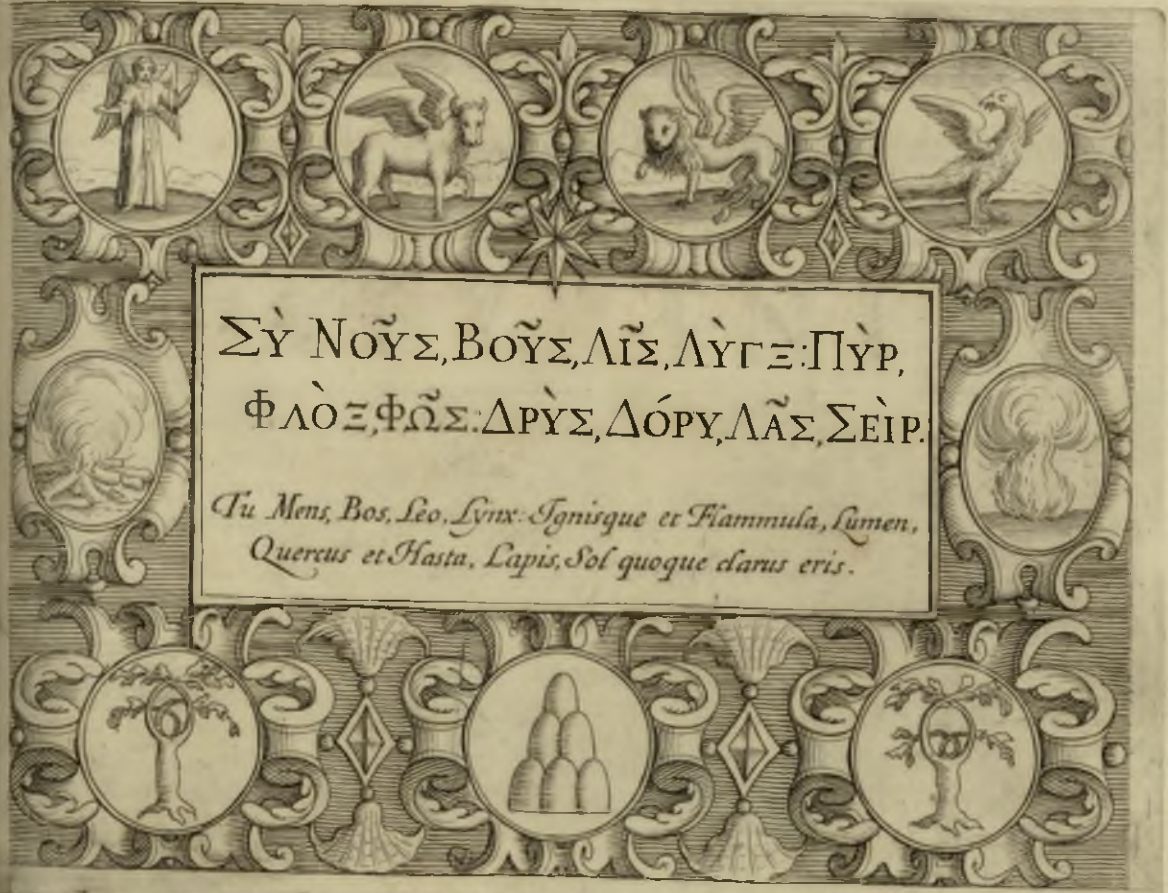 Σὺ Νοῦς, Βοῦς, Λῖς, Λὺγξ: Πὺρ,
Φλὸξ, Φῶς: Δρὺς, Δόρυ, Λᾶς, Σεὶρ.
Tu Mens, Bos, Leo, Lynx: Ignisque et Flammula, Lumen,
Quercus et Hasta, Lapis, Sol quoque clarus eris.